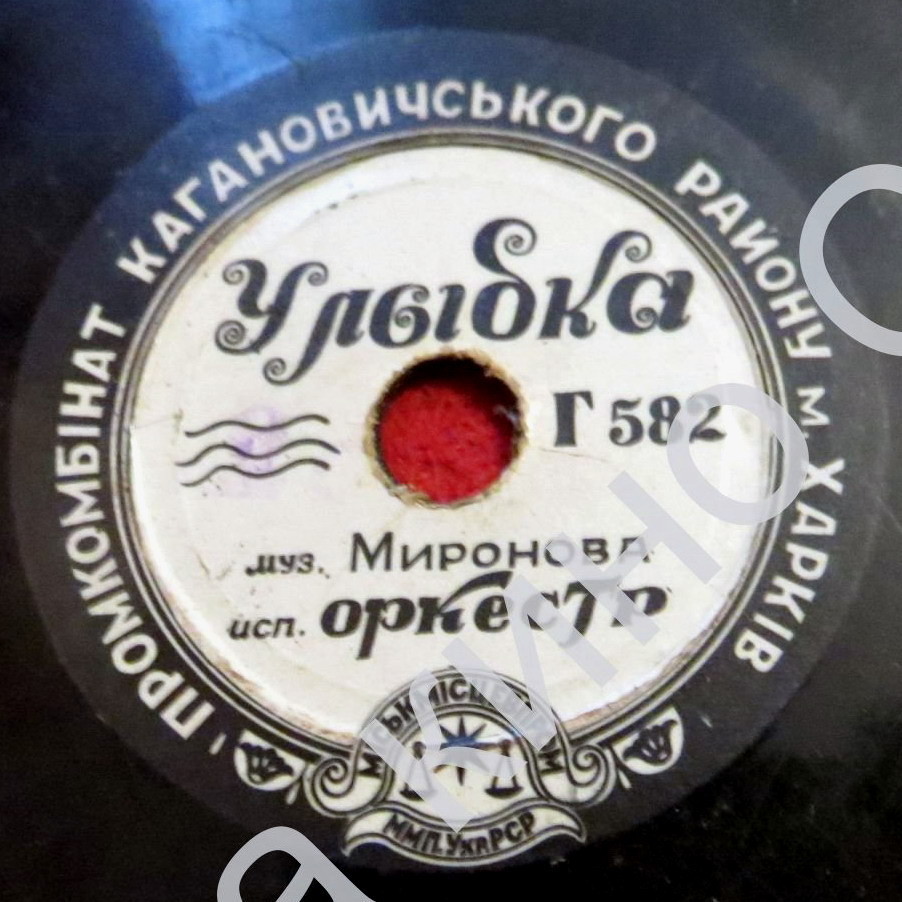 ПРОМКОМБІНАТ КАГАНОВИЧСЬКОГО РАЙОНУ м. ХАРКІВ
Улыбка
Г 582
муз. Миронова
исп. оркестр
ММП.УкрРСР